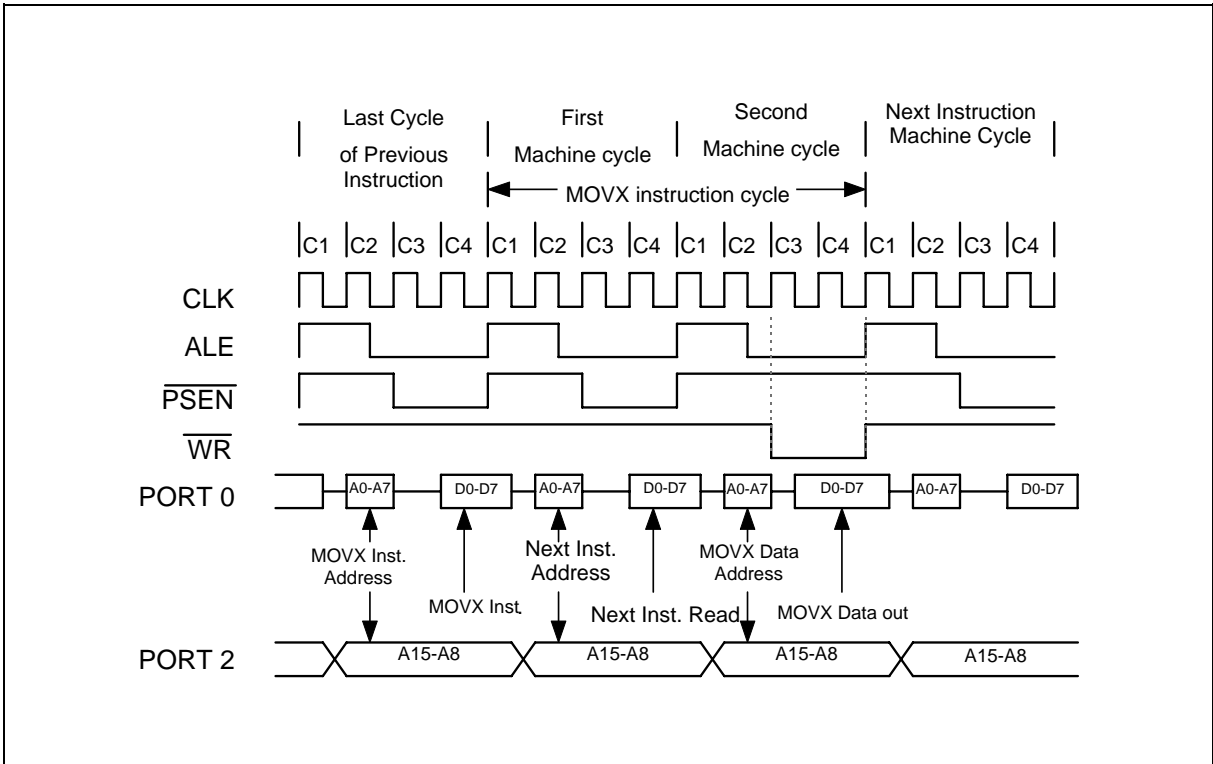 Last Cycle
of Previous
Instruction
First
Machine cycle
Second
Machine cycle
Next Instruction
Machine Cycle
MOVX instruction cycle
C1 C2 C3 C4 C1 C2 C3 C4 C1 C2 C3 C4 C1 C2 C3 C4
CLK
ALE
PSEN
WR
PORT 0
A0-A7 D0-D7 A0-A7 D0-D7 A0-A7 D0-D7 A0-A7 D0-D7
MOVX Inst.
Address
MOVX Inst.
Next Inst.
Address
Next Inst. Read
MOVX Data
Address
MOVX Data out
PORT 2
A15-A8 A15-A8 A15-A8 A15-A8